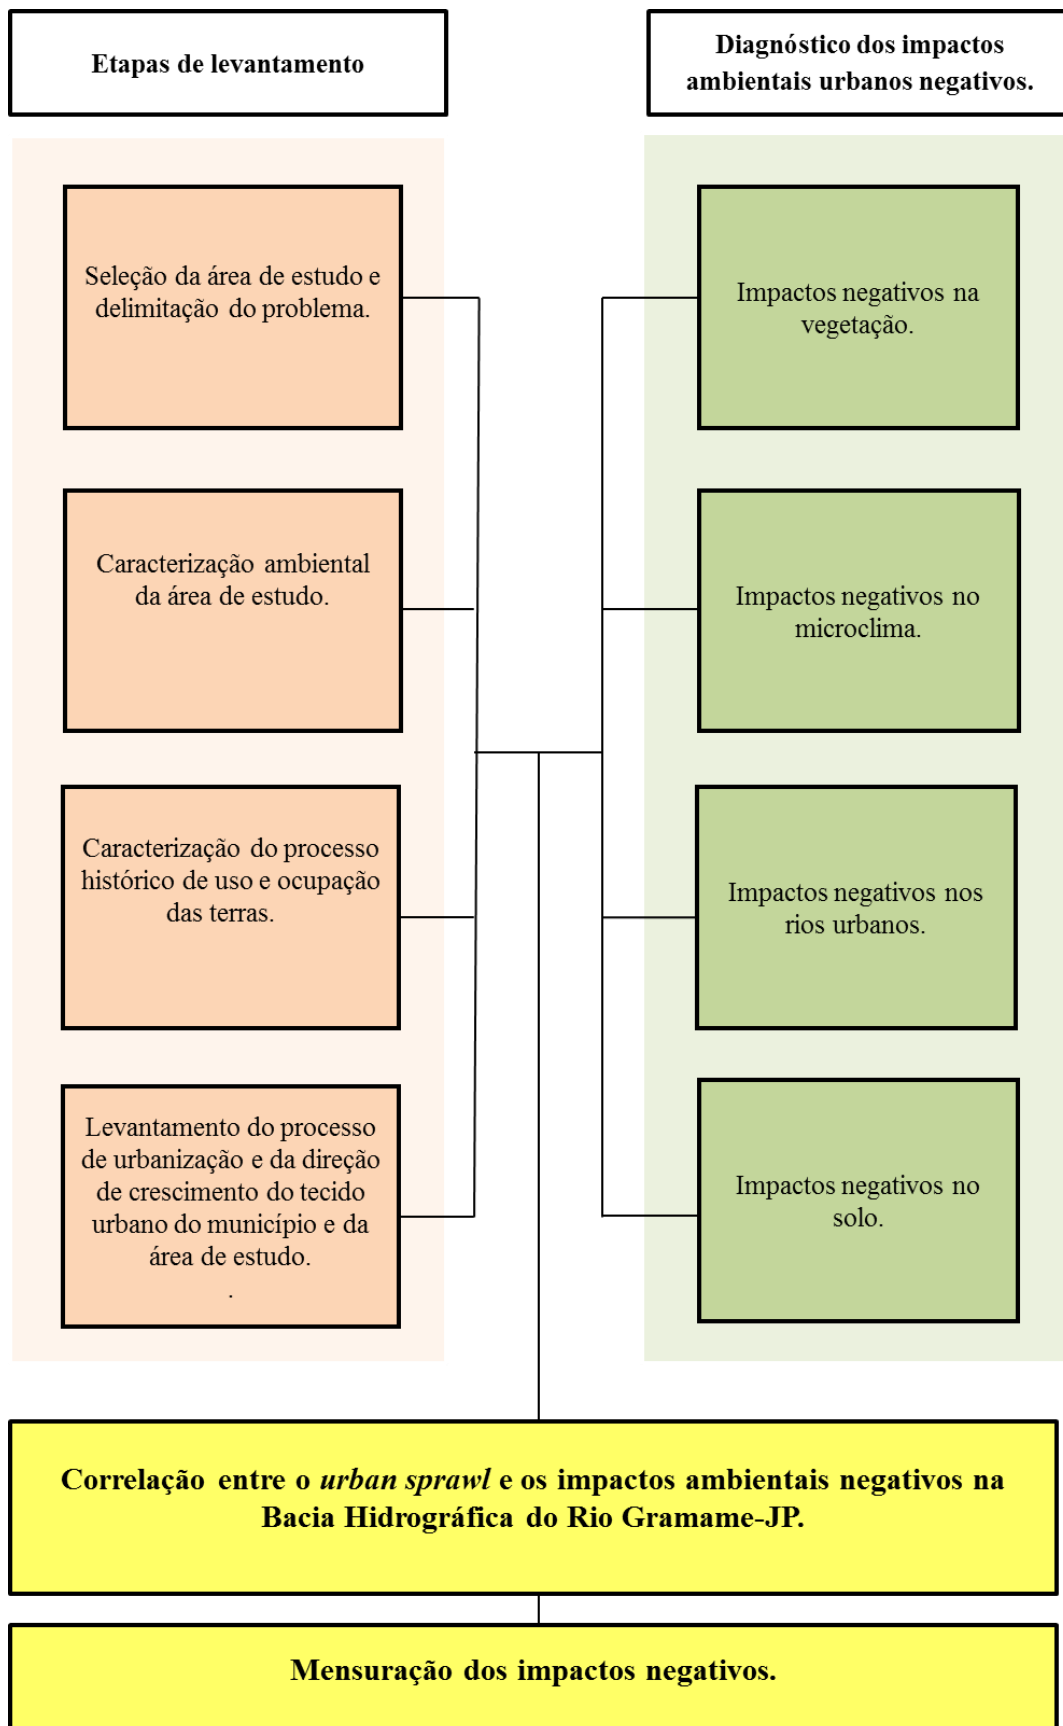 Etapas de levantamento
Diagnóstico dos impactos
ambientais urbanos negativos.
Seleção da área de estudo e
delimitação do problema.
Caracterização ambiental
da área de estudo.
Caracterização do processo
histórico de uso e ocupação
das terras.
Levantamento do processo
de urbanização e da direção
de crescimento do tecido
urbano do município e da
área de estudo.
.
Impactos negativos na
vegetação.
Impactos negativos no
microclima.
Impactos negativos nos
rios urbanos.
Impactos negativos no
solo.
Correlação entre o urban sprawl e os impactos ambientais negativos na
Bacia Hidrográfica do Rio Gramame-JP.
Mensuração dos impactos negativos.